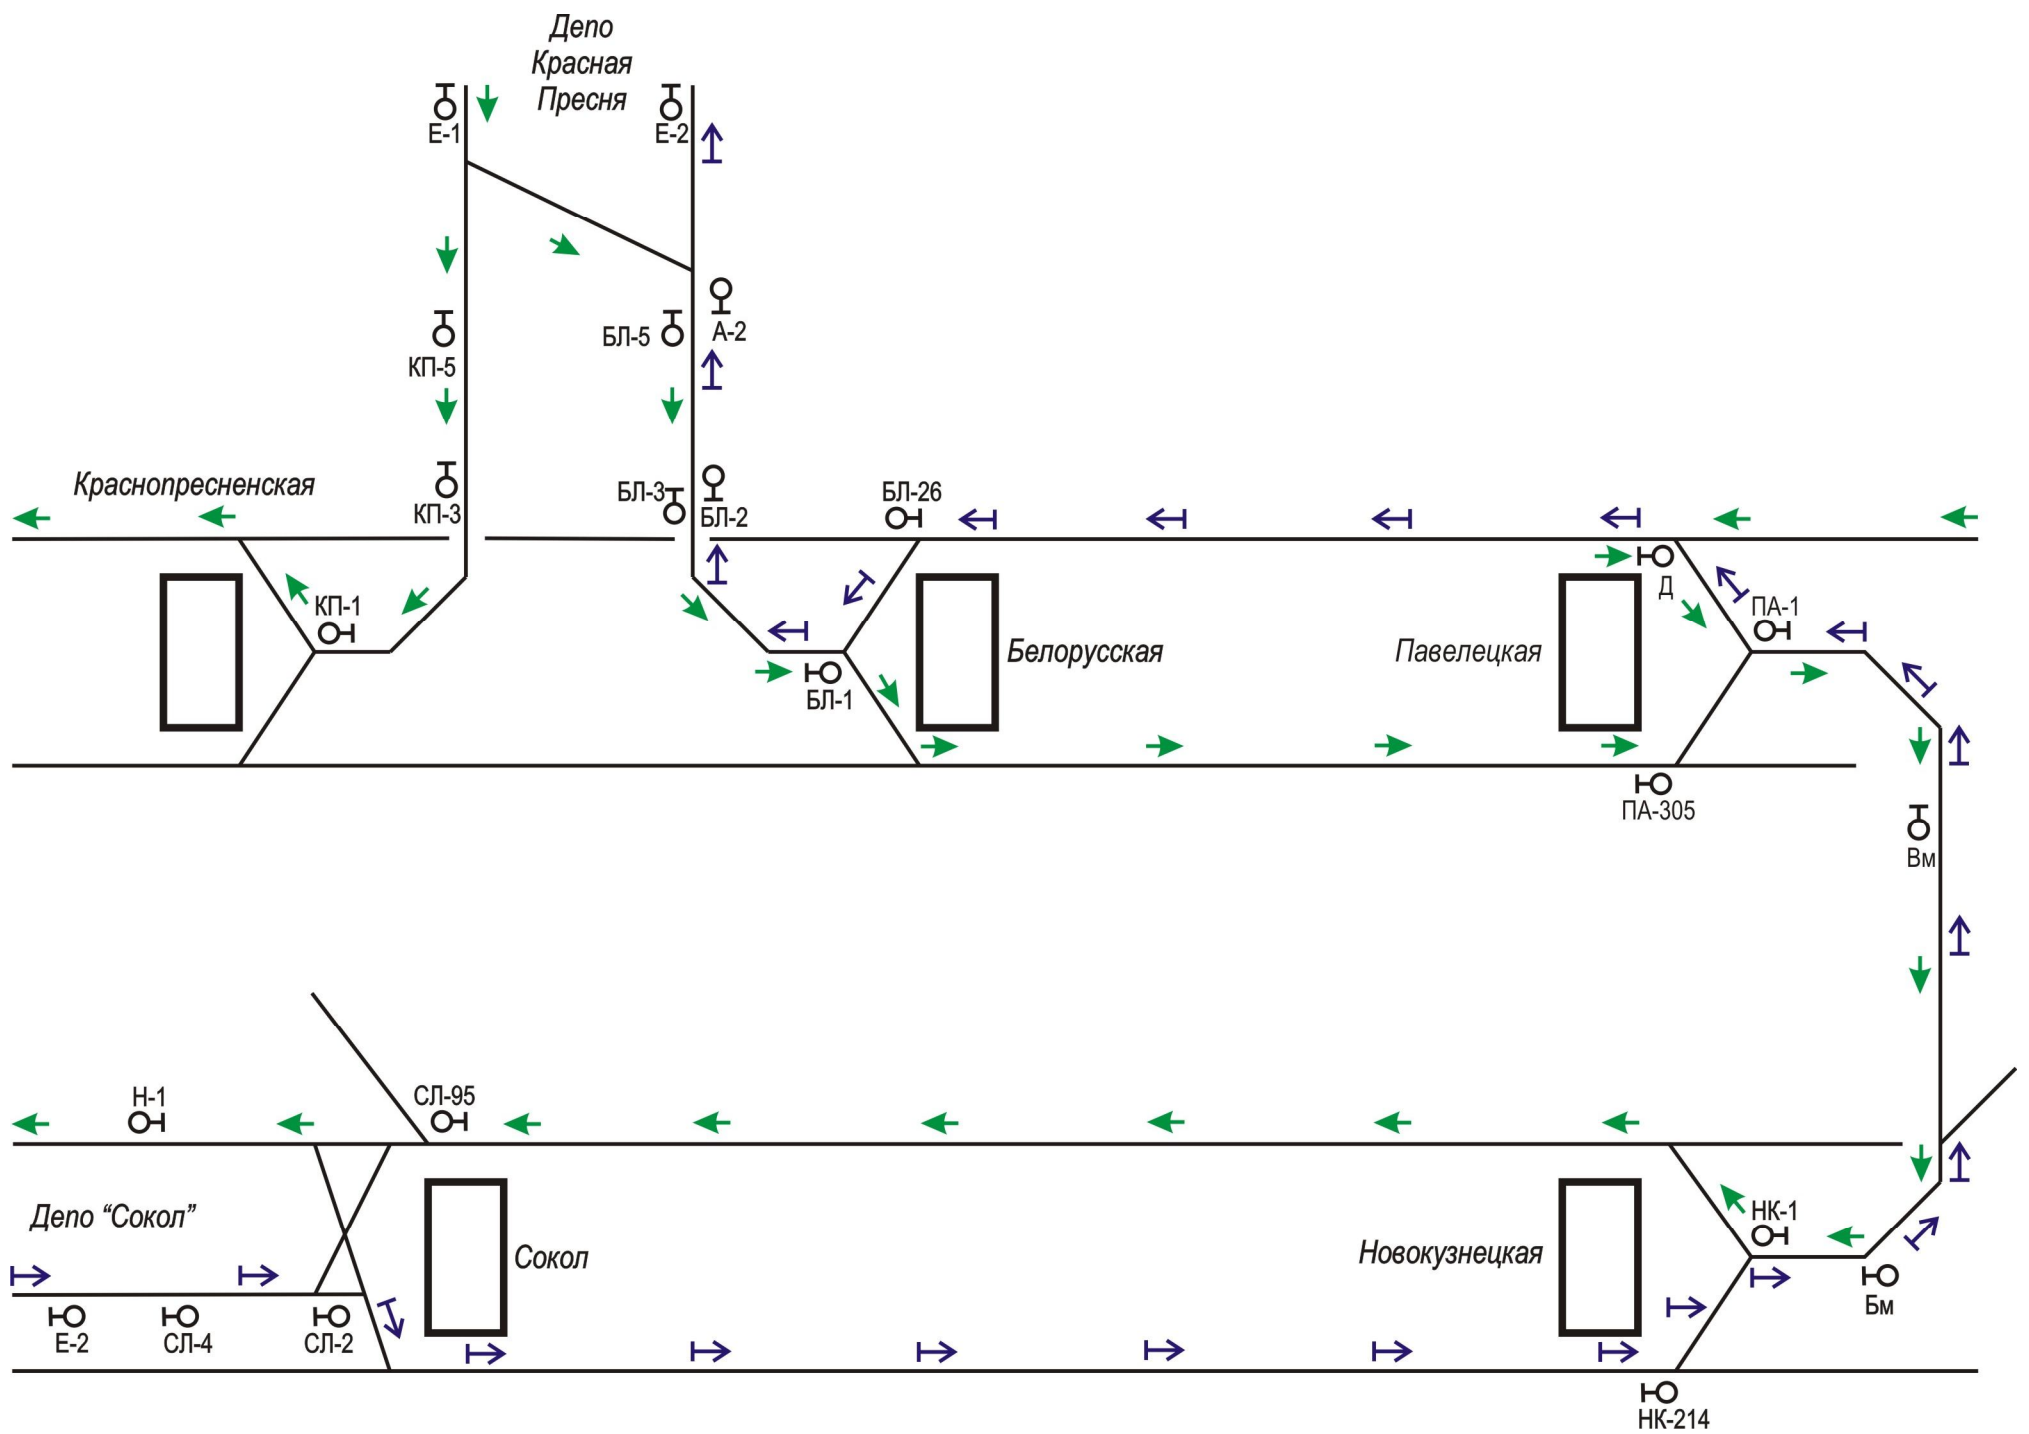 Депо
Красная
Пресня
Е-1
Е-2
БЛ-5
А-2
КП-5
Краснопресненская
КП-3
БЛ-3
БЛ-2
БЛ-26
Д
КП-1
ПА-1
Белорусская
Павелецкая
БЛ-1
ПА-305
Вм
Н-1
СЛ-95
Депо “Сокол”
НК-1
Сокол
Новокузнецкая
Бм
Е-2
СЛ-4
СЛ-2
НК-214